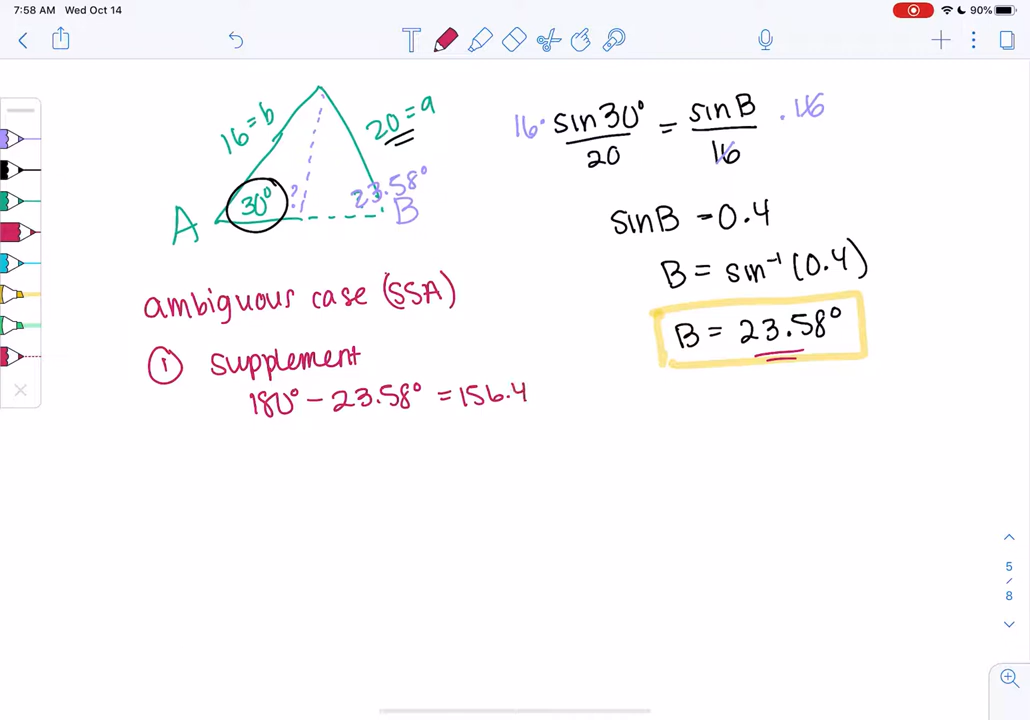 7:58 AM Wed Oct 14
90%
T
16 = b
20 = a
30°
?
23.58°
A
B
16 · sin 30° / 20 = sin B / 16 · 16
sin B = 0.4
B = sin⁻¹ (0.4)
B = 23.58°
ambiguous case (SSA)
① supplement
180° − 23.58° = 156.4
5
/
8